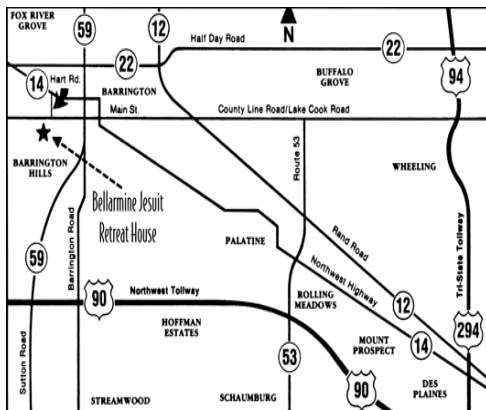 FOX RIVER
GROVE
59
12
N
Half Day Road
22
22
94
14
Hart Rd.
BARRINGTON
BUFFALO
GROVE
Main St.
County Line Road/Lake Cook Road
BARRINGTON
HILLS
Route 53
WHEELING
Bellarmine Jesuit
Retreat House
PALATINE
Rand Road
Tri-State Tollway
59
Barrington Road
90
Northwest Tollway
Northwest Highway
ROLLING
MEADOWS
12
HOFFMAN
ESTATES
MOUNT
PROSPECT
14
294
Sutton Road
53
90
DES
PLAINES
STREAMWOOD
SCHAUMBURG